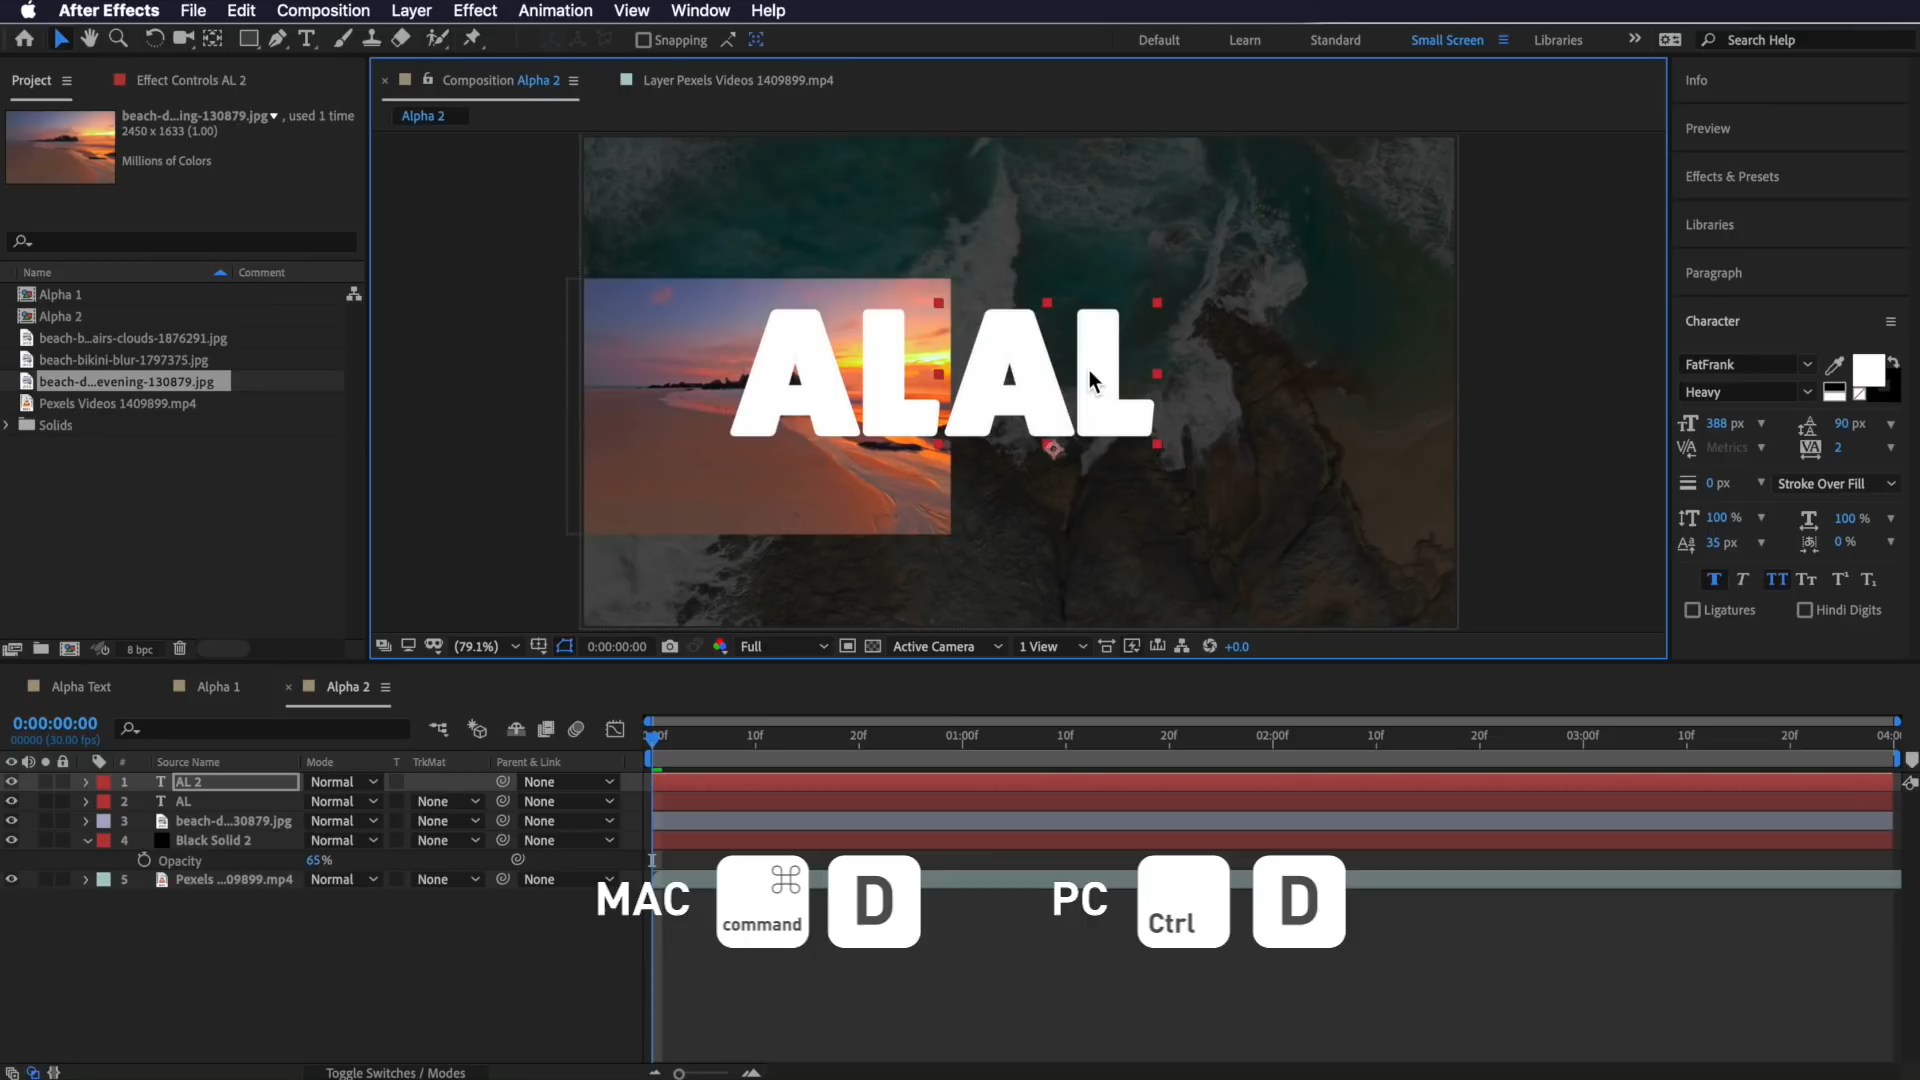 After Effects File Edit Composition Layer Effect Animation View Window Help
Snapping
Default Learn Standard Small Screen Libraries Search Help
Project Effect Controls AL 2
beach-d...ing-130879.jpg , used 1 time
2450 x 1633 (1.00)
Millions of Colors
Name Comment
Alpha 1
Alpha 2
beach-b...airs-clouds-1876291.jpg
beach-bikini-blur-1797375.jpg
beach-d...evening-130879.jpg
Pexels Videos 1409899.mp4
Solids
8 bpc
Composition Alpha 2 Layer Pexels Videos 1409899.mp4
Alpha 2
ALAL
(79.1%) 0:00:00:00 Full Active Camera 1 View +0.0
Info
Preview
Effects & Presets
Libraries
Paragraph
Character
FatFrank
Heavy
388 px 90 px
Metrics 2
0 px Stroke Over Fill
100 % 100 %
35 px 0 %
Ligatures Hindi Digits
Alpha Text Alpha 1 Alpha 2
0:00:00:00
00000 (30.00 fps)
10f 20f 01:00f 10f 20f 02:00f 10f 20f 03:00f 10f 20f
# Source Name Mode T TrkMat Parent & Link
1 T AL 2 Normal None
2 T AL Normal None None
3 beach-d...30879.jpg Normal None None
4 Black Solid 2 Normal None None
Opacity 65%
5 Pexels ...09899.mp4 Normal None None
MAC command D PC Ctrl D
Toggle Switches / Modes